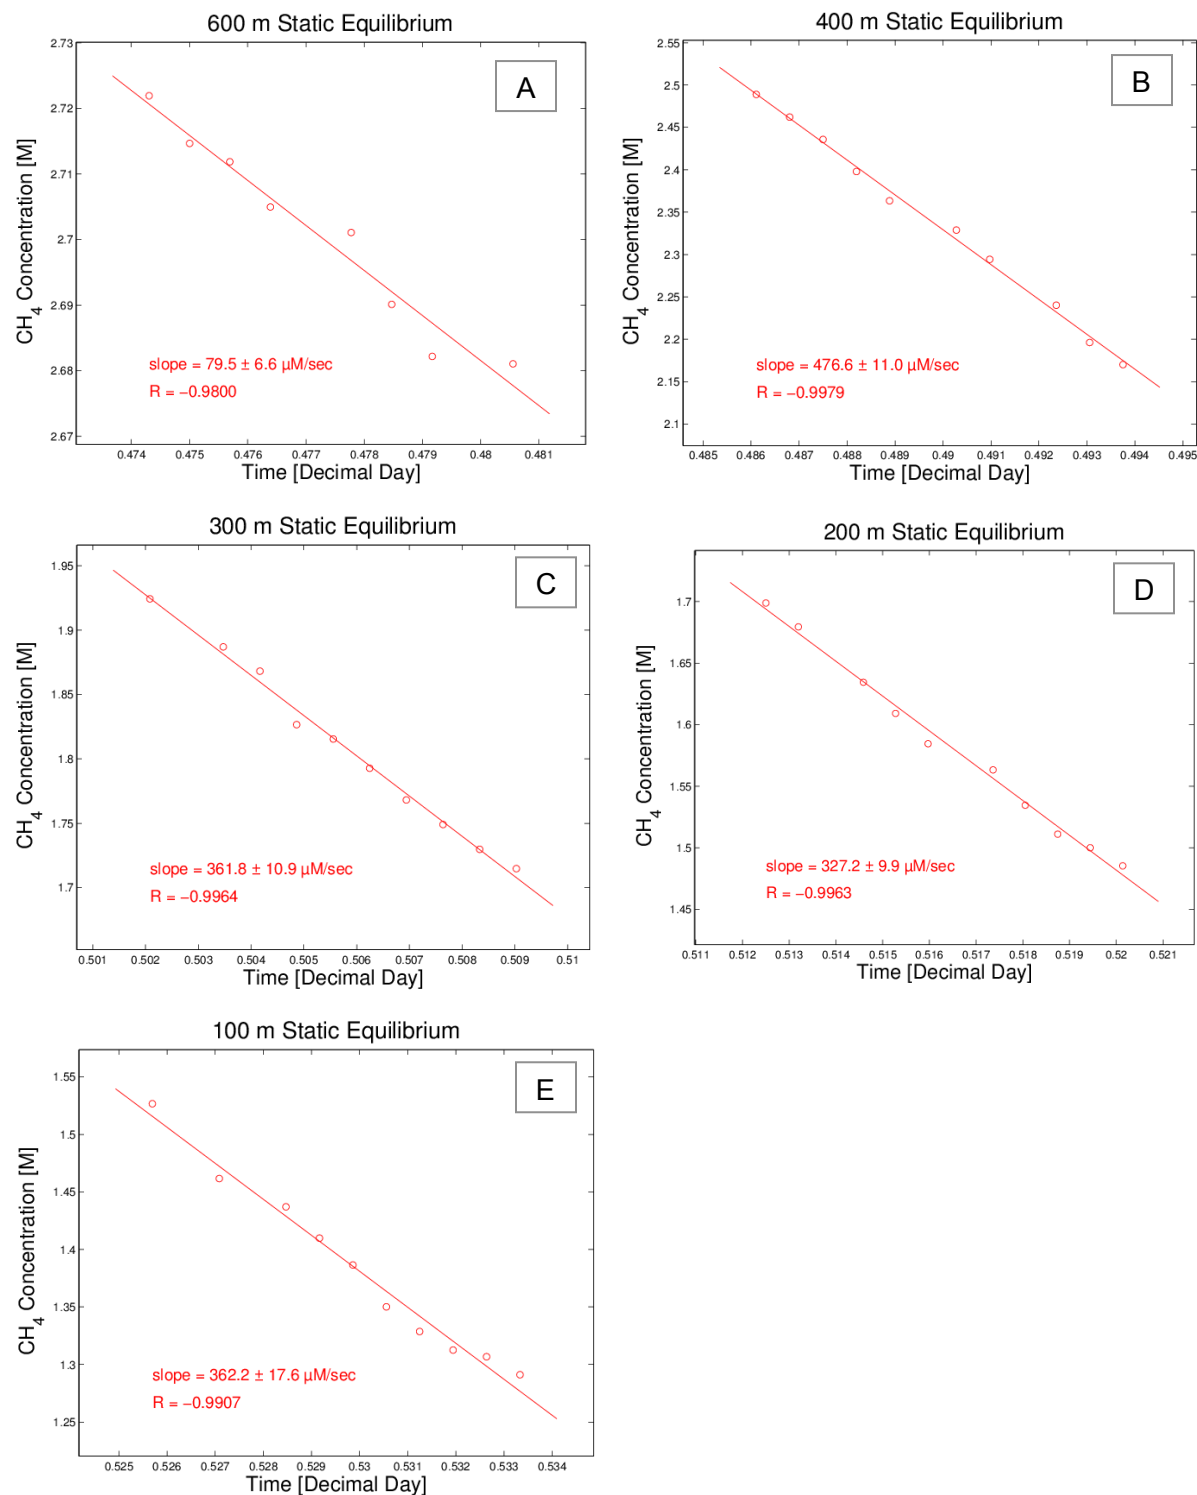 600 m Static Equilibrium
A
CH4 Concentration [M]
2.73
2.72
2.71
2.7
2.69
2.68
2.67
slope = 79.5 ± 6.6 µM/sec
R = −0.9800
0.474 0.475 0.476 0.477 0.478 0.479 0.48 0.481
Time [Decimal Day]
400 m Static Equilibrium
B
CH4 Concentration [M]
2.55
2.5
2.45
2.4
2.35
2.3
2.25
2.2
2.15
2.1
slope = 476.6 ± 11.0 µM/sec
R = −0.9979
0.485 0.486 0.487 0.488 0.489 0.49 0.491 0.492 0.493 0.494 0.495
Time [Decimal Day]
300 m Static Equilibrium
C
CH4 Concentration [M]
1.95
1.9
1.85
1.8
1.75
1.7
slope = 361.8 ± 10.9 µM/sec
R = −0.9964
0.501 0.502 0.503 0.504 0.505 0.506 0.507 0.508 0.509 0.51
Time [Decimal Day]
200 m Static Equilibrium
D
CH4 Concentration [M]
1.7
1.65
1.6
1.55
1.5
1.45
slope = 327.2 ± 9.9 µM/sec
R = −0.9963
0.511 0.512 0.513 0.514 0.515 0.516 0.517 0.518 0.519 0.52 0.521
Time [Decimal Day]
100 m Static Equilibrium
E
CH4 Concentration [M]
1.55
1.5
1.45
1.4
1.35
1.3
1.25
slope = 362.2 ± 17.6 µM/sec
R = −0.9907
0.525 0.526 0.527 0.528 0.529 0.53 0.531 0.532 0.533 0.534
Time [Decimal Day]